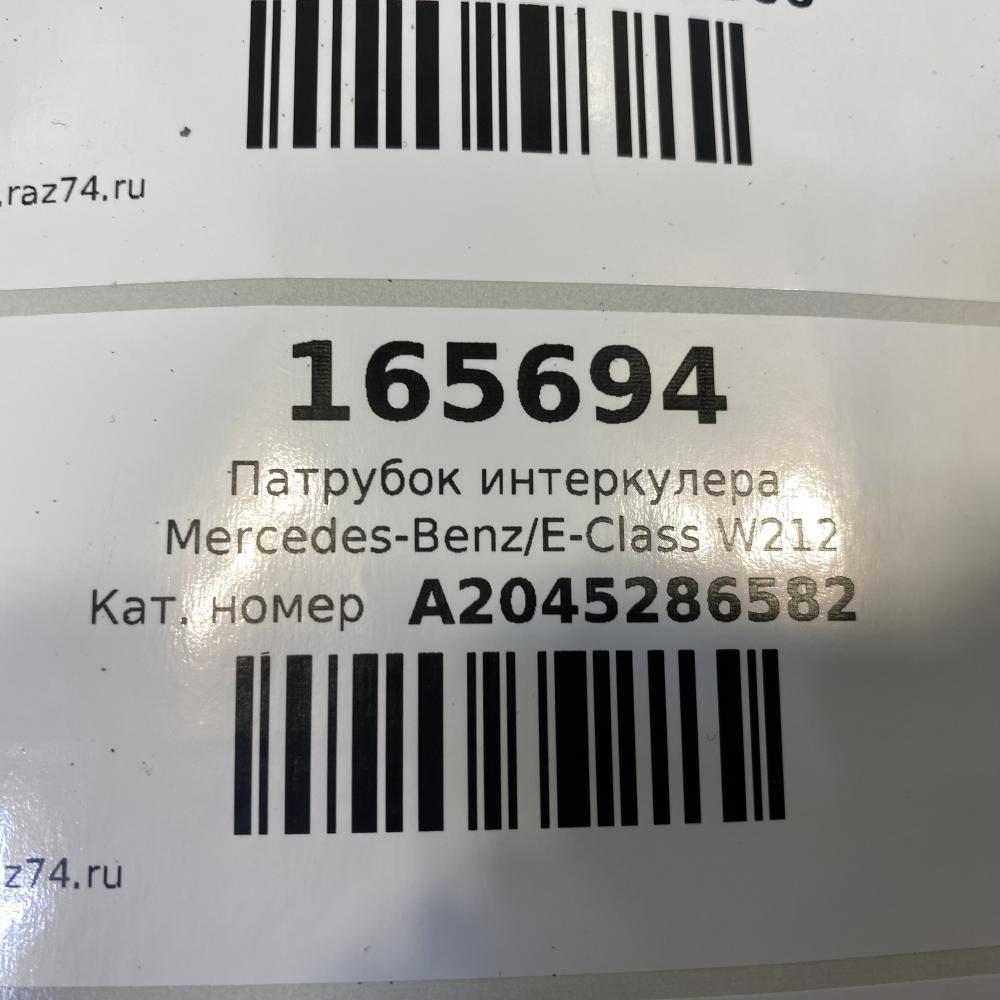 .raz74.ru
165694
Патрубок интеркулера
Mercedes-Benz/E-Class W212
Кат. номер A2045286582
z74.ru